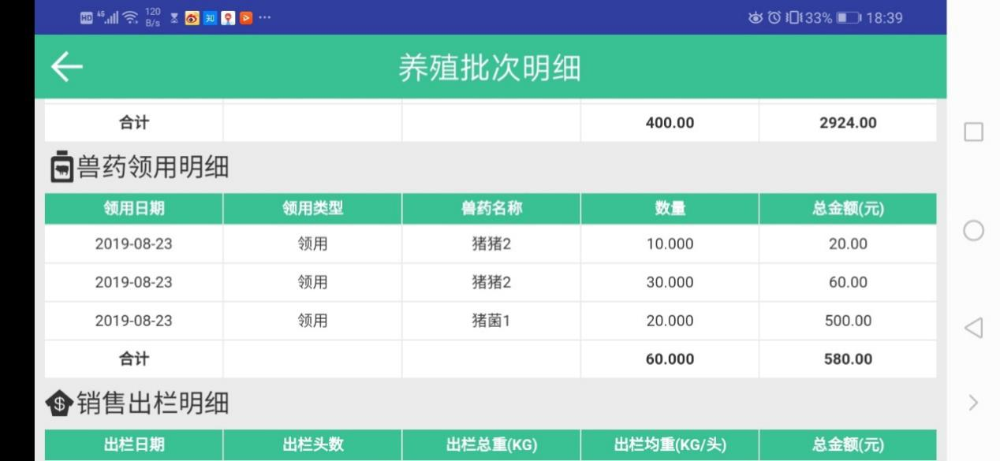 HD 4G 120 B/s 知 33% 18:39
养殖批次明细
合计 400.00 2924.00
兽药领用明细
领用日期 领用类型 兽药名称 数量 总金额(元)
2019-08-23 领用 猪猪2 10.000 20.00
2019-08-23 领用 猪猪2 30.000 60.00
2019-08-23 领用 猪菌1 20.000 500.00
合计 60.000 580.00
$ 销售出栏明细
出栏日期 出栏头数 出栏总重(KG) 出栏均重(KG/头) 总金额(元)